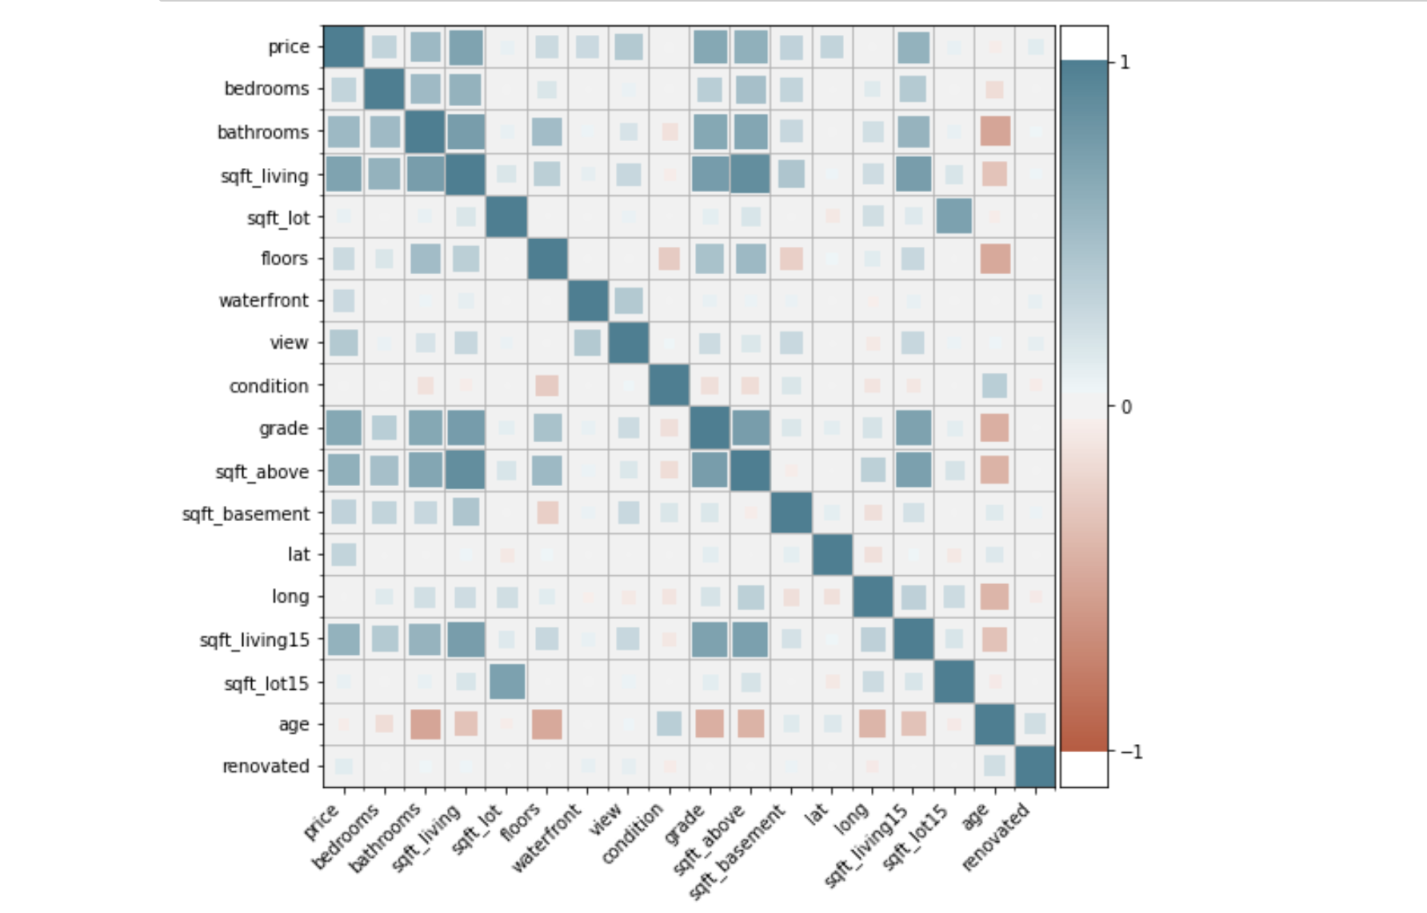 price
bedrooms
bathrooms
sqft_living
sqft_lot
floors
waterfront
view
condition
grade
sqft_above
sqft_basement
lat
long
sqft_living15
sqft_lot15
age
renovated
1
0
−1
price
bedrooms
bathrooms
sqft_living
sqft_lot
floors
waterfront
view
condition
grade
sqft_above
sqft_basement
lat
long
sqft_living15
sqft_lot15
age
renovated